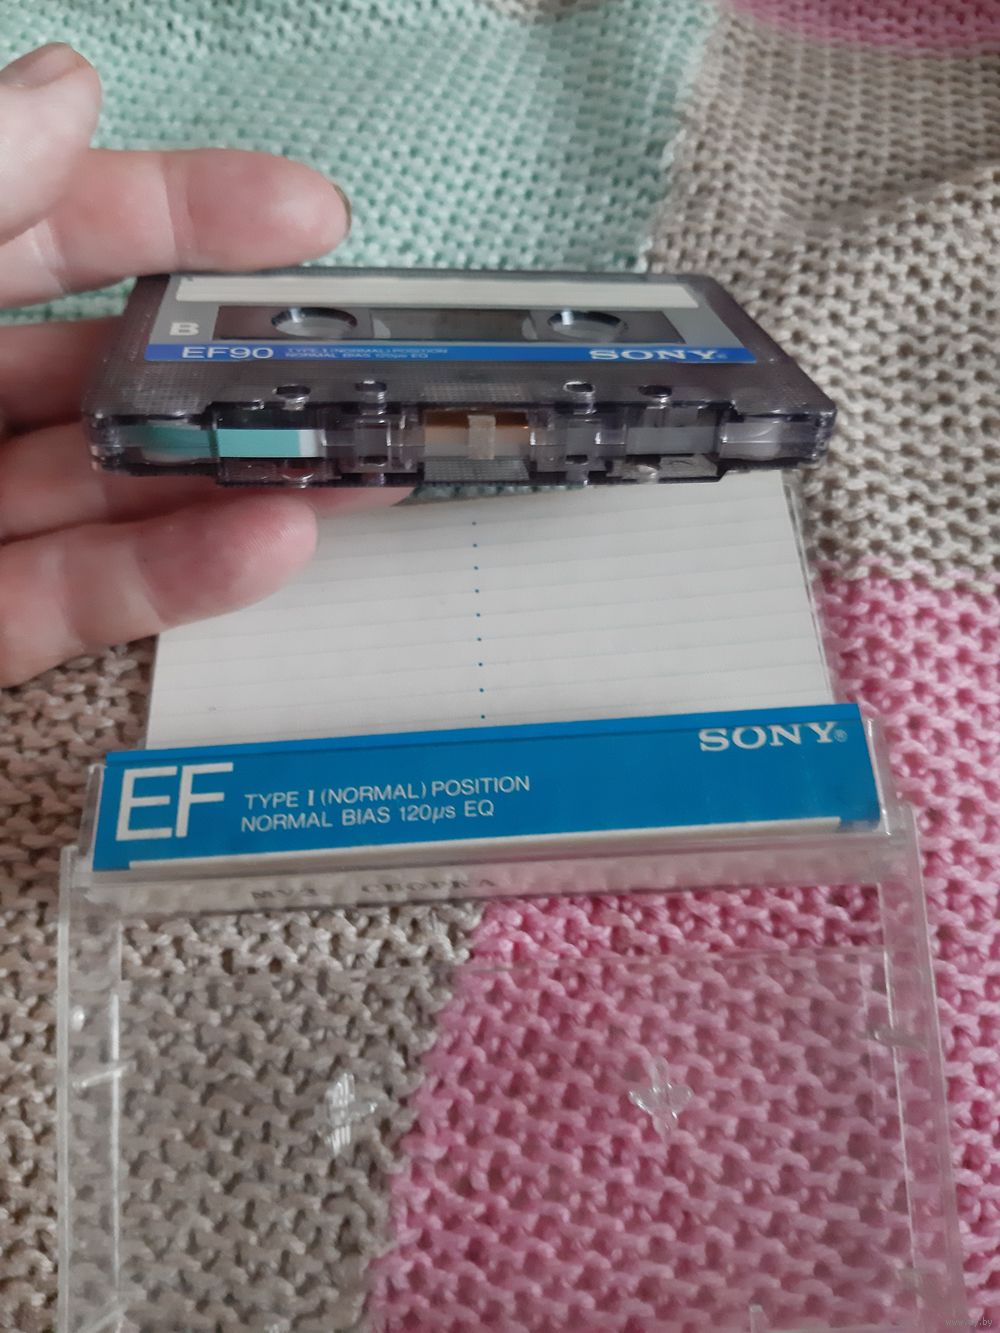 B
EF90
TYPE I (NORMAL) POSITION
NORMAL BIAS 120µs EQ
SONY®
SONY®
EF
TYPE I (NORMAL) POSITION
NORMAL BIAS 120µs EQ